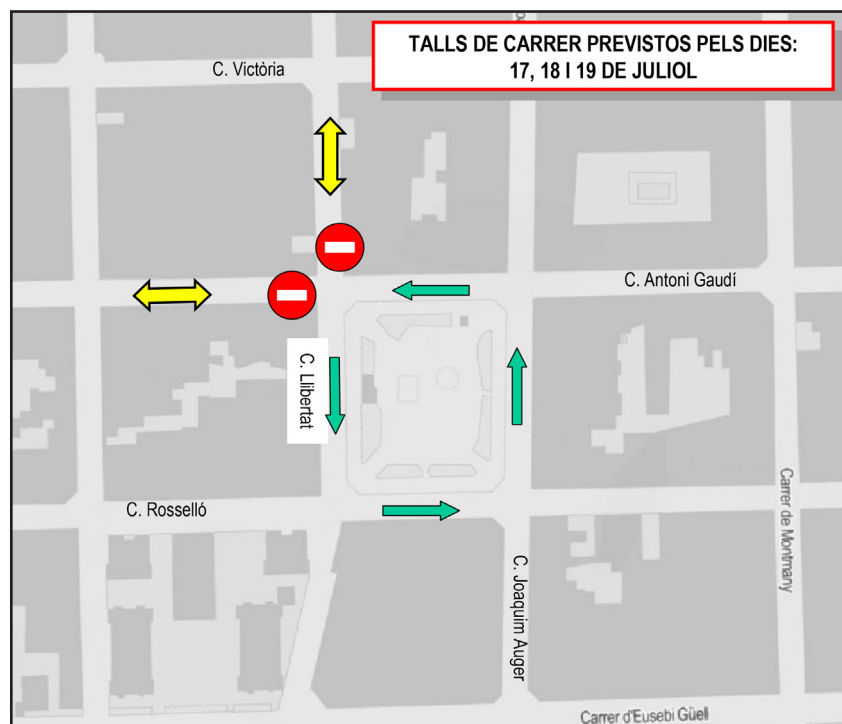 TALLS DE CARRER PREVISTOS PELS DIES:
17, 18 I 19 DE JULIOL
C. Victòria
C. Antoni Gaudí
C. Llibertat
C. Rosselló
C. Joaquim Auger
Carrer de Montmany
Carrer d'Eusebi Güell